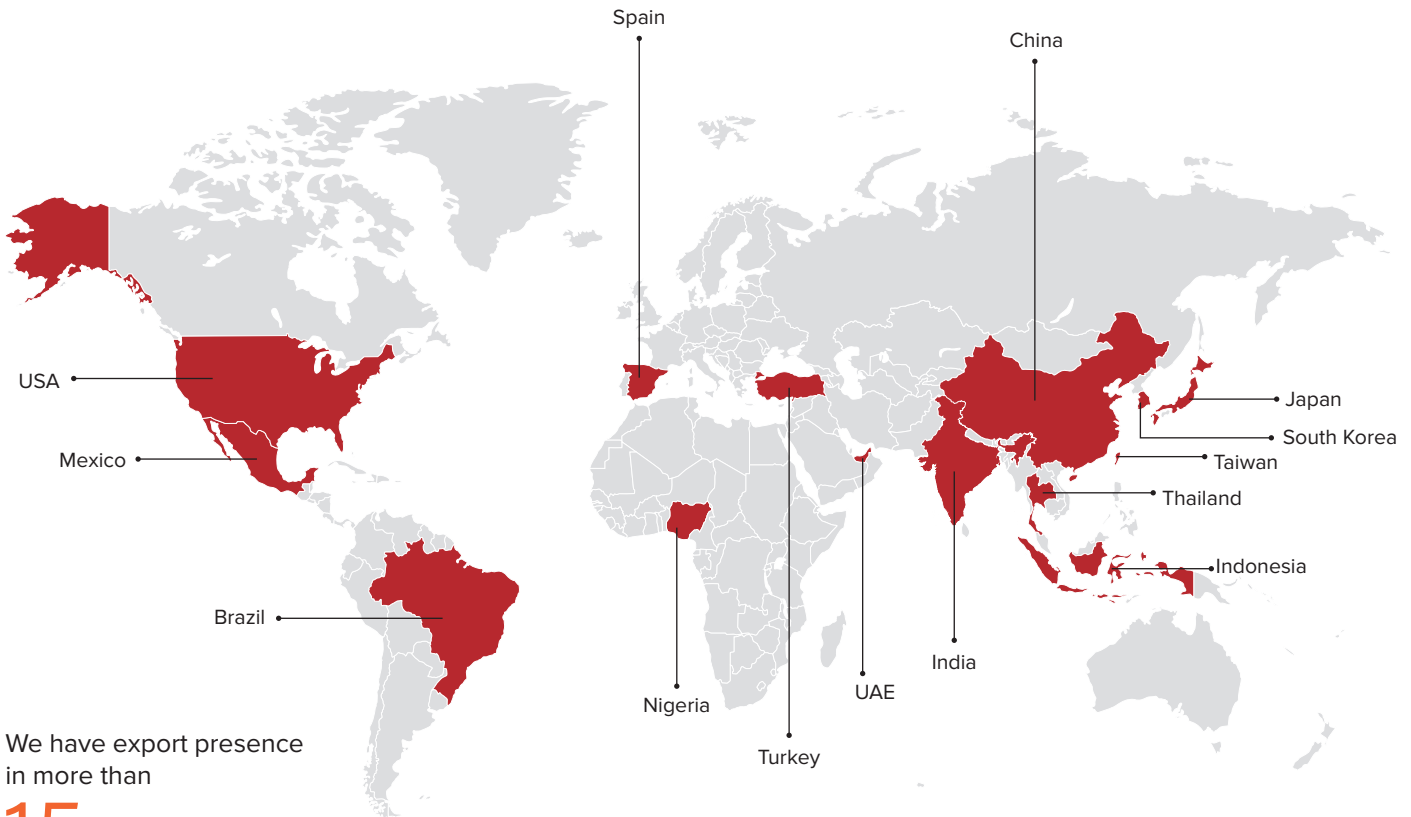 Spain
China
USA
Japan
South Korea
Mexico
Taiwan
Thailand
Indonesia
Brazil
India
UAE
Nigeria
Turkey
We have export presence
in more than
15